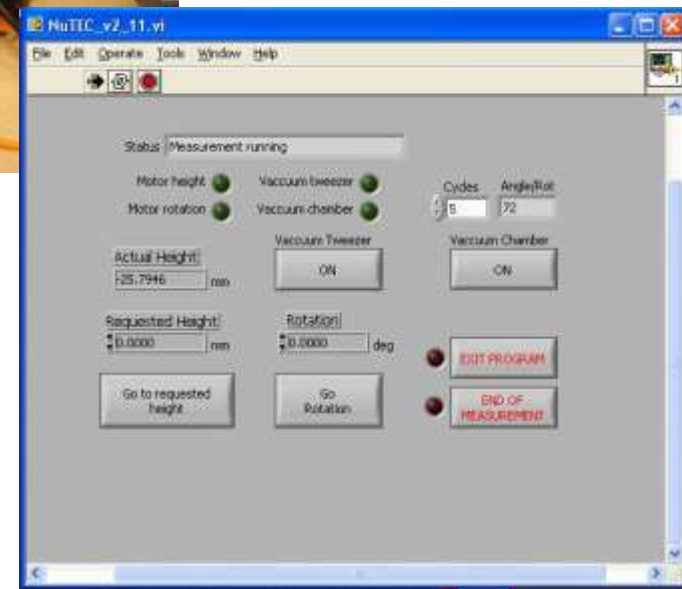 NuTEC_v2_11.vi
File Edit Operate Tools Window Help
1
Status Measurement running
Motor height Vaccuum tweezer
Motor rotation Vaccuum chamber
Cycles Angle/Rot
5 72
Actual Height
-25.7946 mm
Vaccuum Tweezer
ON
Vaccuum Chamber
ON
Requested Height
0.0000 mm
Rotation
0.0000 deg
Go to requested
height
Go
Rotation
EXIT PROGRAM
END OF
MEASUREMENT